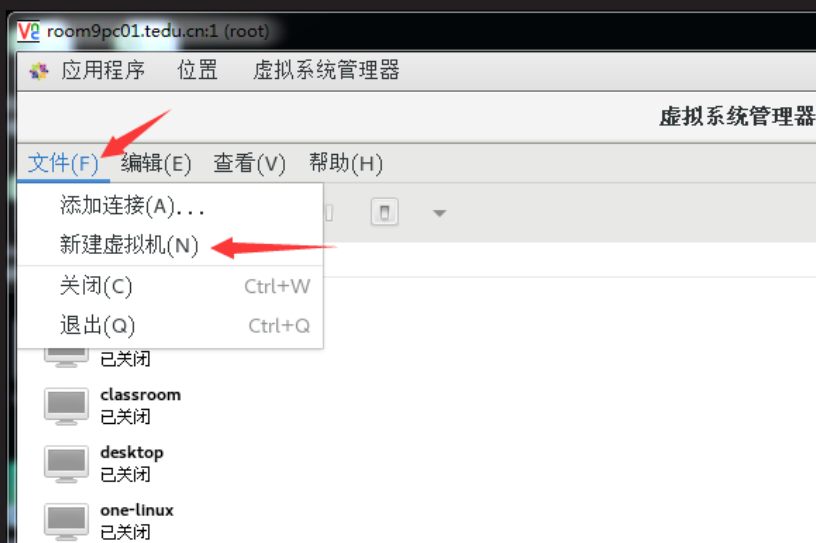 room9pc01.tedu.cn:1 (root)
应用程序 位置 虚拟系统管理器
虚拟系统管理器
文件(F) 编辑(E) 查看(V) 帮助(H)
添加连接(A)...
新建虚拟机(N)
关闭(C) Ctrl+W
退出(Q) Ctrl+Q
已关闭
classroom
已关闭
desktop
已关闭
one-linux
已关闭